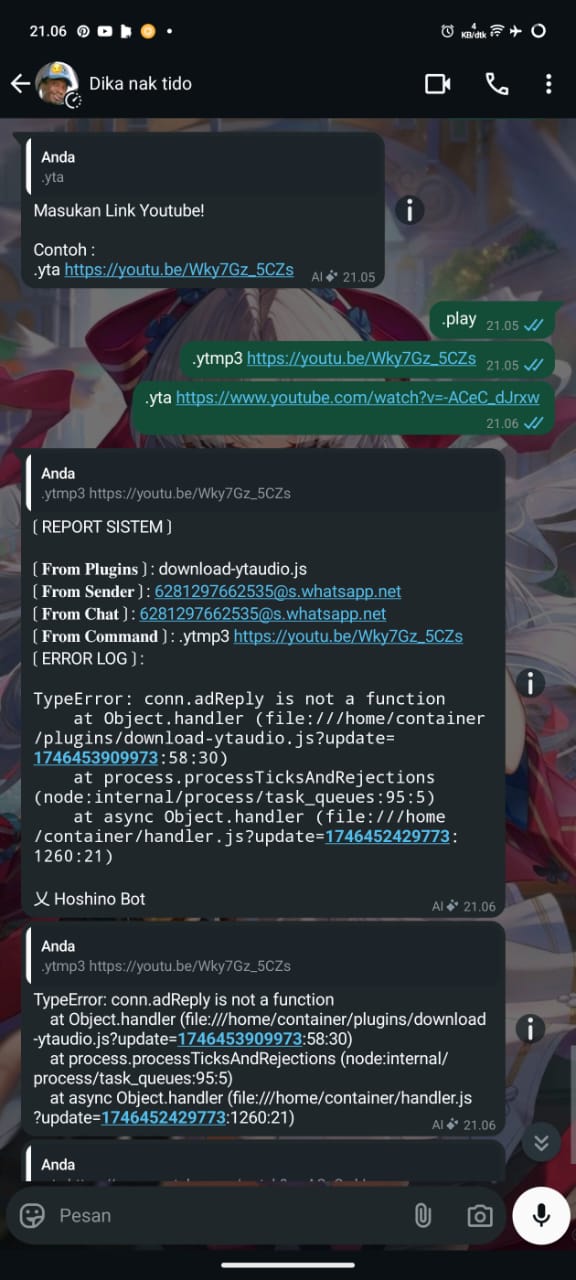 21.06
4
KB/dtk
Dika nak tido
Anda
.yta
Masukan Link Youtube!
Contoh :
.yta https://youtu.be/Wky7Gz_5CZs
AI 21.05
.play 21.05
.ytmp3 https://youtu.be/Wky7Gz_5CZs 21.05
.yta https://www.youtube.com/watch?v=-ACeC_dJrxw
21.06
Anda
.ytmp3 https://youtu.be/Wky7Gz_5CZs
〔 REPORT SISTEM 〕
〔 𝐅𝐫𝐨𝐦 𝐏𝐥𝐮𝐠𝐢𝐧𝐬 〕: download-ytaudio.js
〔 𝐅𝐫𝐨𝐦 𝐒𝐞𝐧𝐝𝐞𝐫 〕: 6281297662535@s.whatsapp.net
〔 𝐅𝐫𝐨𝐦 𝐂𝐡𝐚𝐭 〕: 6281297662535@s.whatsapp.net
〔 𝐅𝐫𝐨𝐦 𝐂𝐨𝐦𝐦𝐚𝐧𝐝 〕: .ytmp3 https://youtu.be/Wky7Gz_5CZs
〔 ERROR LOG 〕:
TypeError: conn.adReply is not a function
at Object.handler (file:///home/container
/plugins/download-ytaudio.js?update=
1746453909973:58:30)
at process.processTicksAndRejections
(node:internal/process/task_queues:95:5)
at async Object.handler (file:///home
/container/handler.js?update=1746452429773:
1260:21)
乂 Hoshino Bot
AI 21.06
Anda
.ytmp3 https://youtu.be/Wky7Gz_5CZs
TypeError: conn.adReply is not a function
at Object.handler (file:///home/container/plugins/download
-ytaudio.js?update=1746453909973:58:30)
at process.processTicksAndRejections (node:internal/
process/task_queues:95:5)
at async Object.handler (file:///home/container/handler.js
?update=1746452429773:1260:21)
AI 21.06
Anda
Pesan